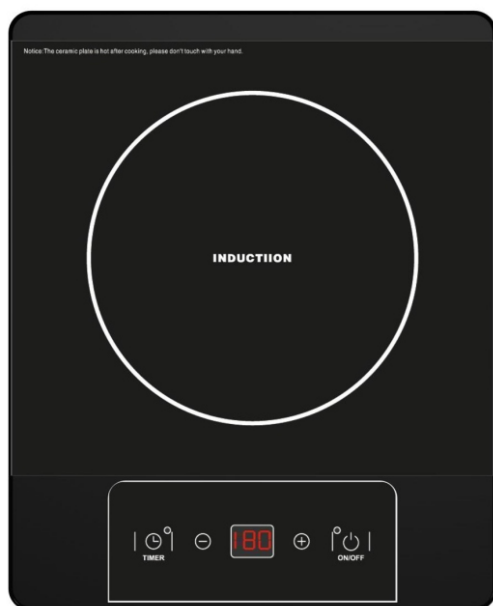 Notice:The ceramic plate is hot after cooking, please don't touch with your hand.
INDUCTIION
180
TIMER
ON/OFF